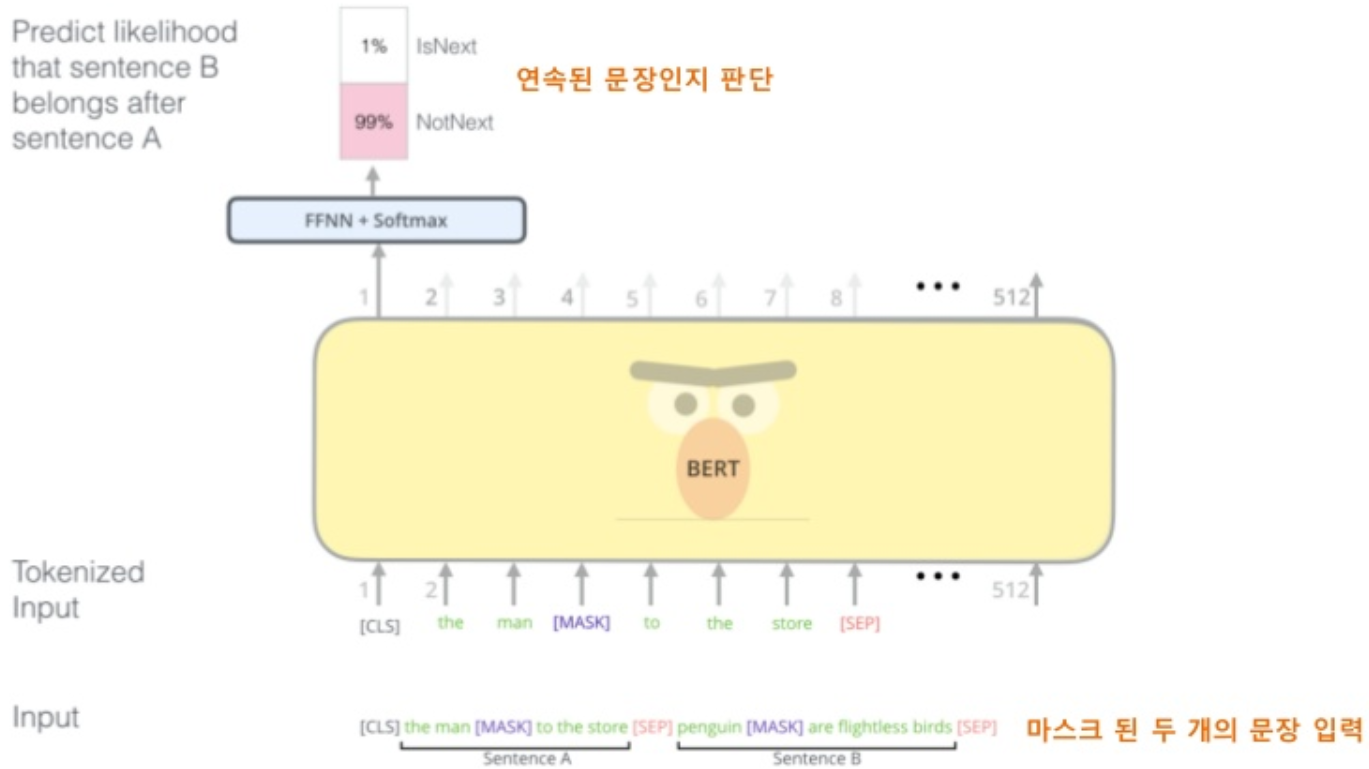 Predict likelihood
that sentence B
belongs after
sentence A
1% IsNext
99% NotNext
연속된 문장인지 판단
FFNN + Softmax
1 2 3 4 5 6 7 8 ••• 512
BERT
Tokenized
Input
1 2 ••• 512
[CLS] the man [MASK] to the store [SEP]
Input
[CLS] the man [MASK] to the store [SEP] penguin [MASK] are flightless birds [SEP]
Sentence A Sentence B
마스크 된 두 개의 문장 입력